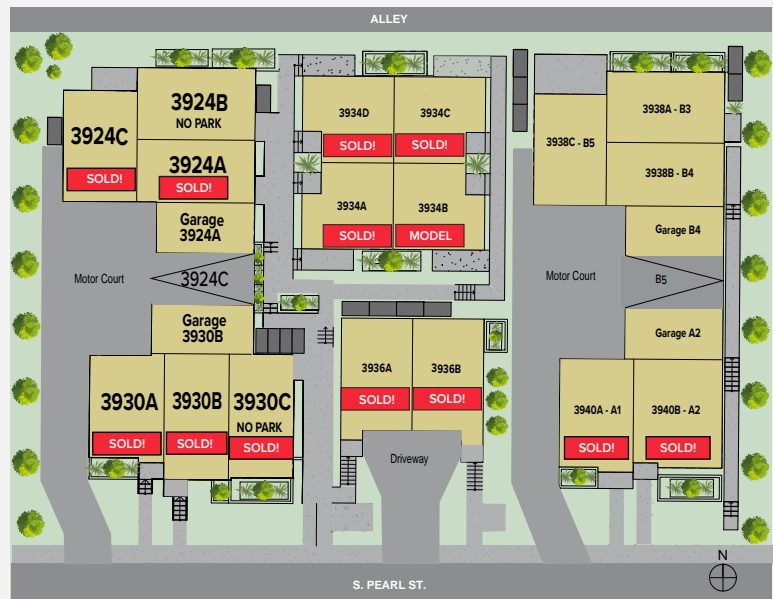 ALLEY
3924B
NO PARK
3924C
SOLD!
3924A
SOLD!
Garage
3924A
Motor Court
3924C
Garage
3930B
3930A
SOLD!
3930B
SOLD!
3930C
NO PARK
SOLD!
3934D
SOLD!
3934C
SOLD!
3934A
SOLD!
3934B
MODEL
3936A
SOLD!
3936B
SOLD!
Driveway
3938A - B3
3938C - B5
3938B - B4
Garage B4
Motor Court
B5
Garage A2
3940A - A1
SOLD!
3940B - A2
SOLD!
N
S. PEARL ST.